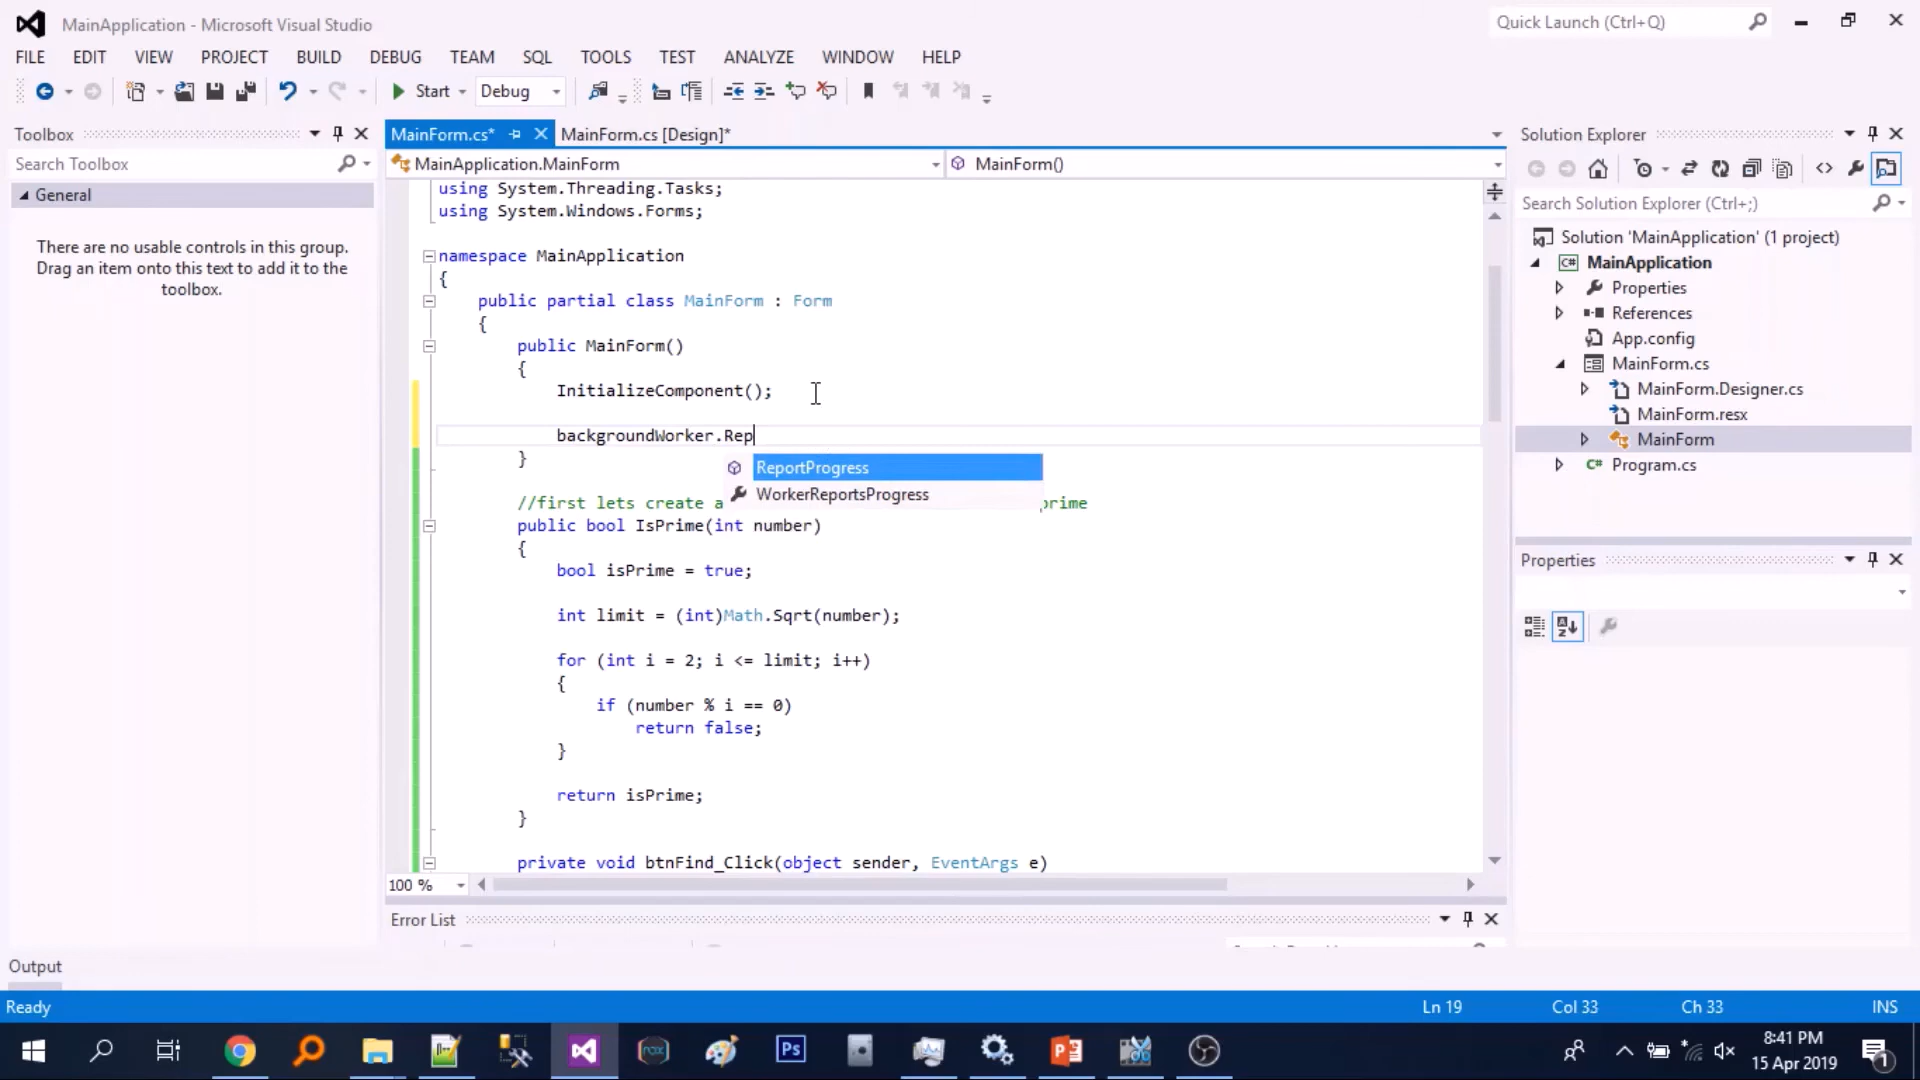 MainApplication - Microsoft Visual Studio
Quick Launch (Ctrl+Q)
FILE EDIT VIEW PROJECT BUILD DEBUG TEAM SQL TOOLS TEST ANALYZE WINDOW HELP
Start Debug
Toolbox
Search Toolbox
General
There are no usable controls in this group.
Drag an item onto this text to add it to the
toolbox.
MainForm.cs* MainForm.cs [Design]*
MainApplication.MainForm MainForm()
using System.Threading.Tasks;
using System.Windows.Forms;
namespace MainApplication
{
public partial class MainForm : Form
{
public MainForm()
{
InitializeComponent();
backgroundWorker.Rep
}
ReportProgress
WorkerReportsProgress
//first lets create a prime
public bool IsPrime(int number)
{
bool isPrime = true;
int limit = (int)Math.Sqrt(number);
for (int i = 2; i <= limit; i++)
{
if (number % i == 0)
return false;
}
return isPrime;
}
private void btnFind_Click(object sender, EventArgs e)
100 %
Error List
Solution Explorer
Search Solution Explorer (Ctrl+;)
Solution 'MainApplication' (1 project)
C# MainApplication
Properties
References
App.config
MainForm.cs
MainForm.Designer.cs
MainForm.resx
MainForm
C# Program.cs
Properties
Output
Ready Ln 19 Col 33 Ch 33 INS
Ps
8:41 PM
15 Apr 2019
1